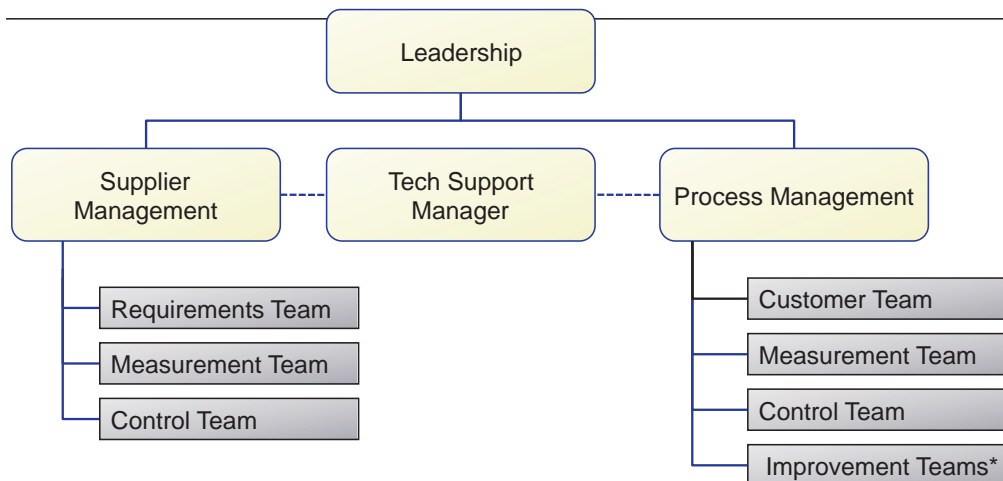 Leadership
Supplier
Management
Tech Support
Manager
Process Management
Requirements Team
Measurement Team
Control Team
Customer Team
Measurement Team
Control Team
Improvement Teams*